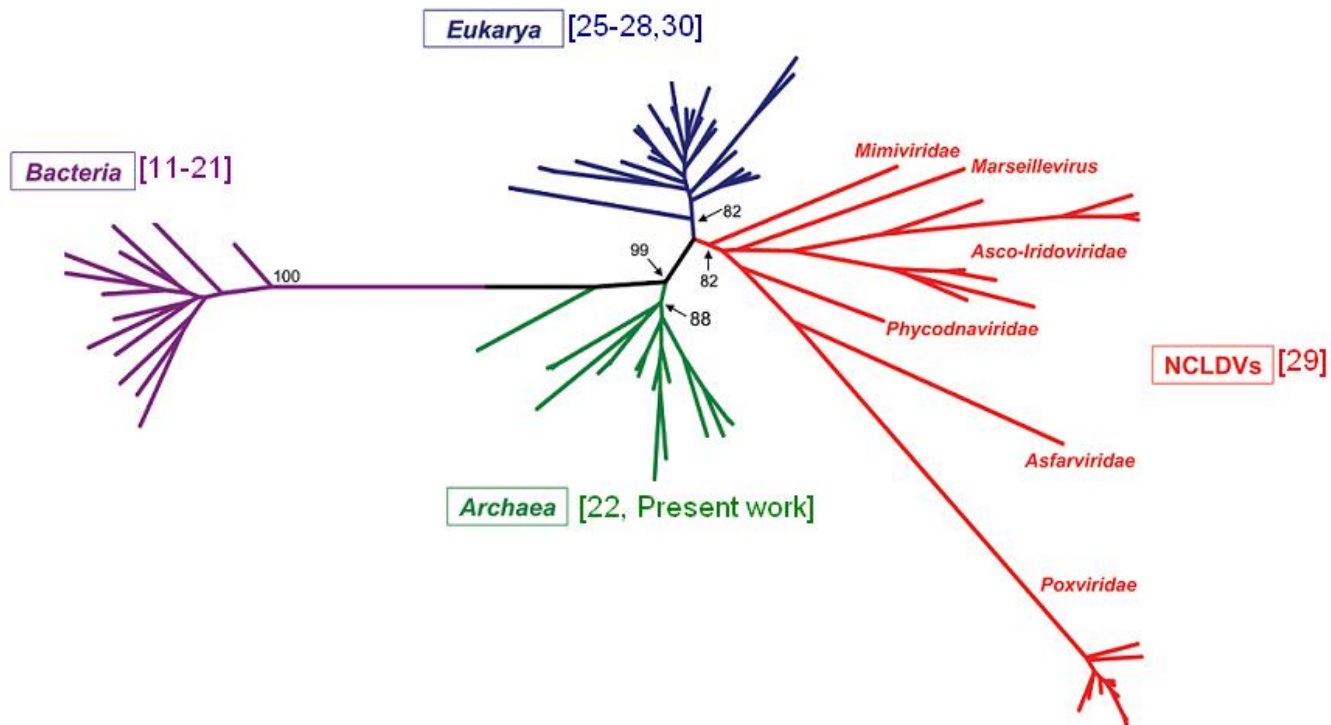 Eukarya [25-28,30]
Bacteria [11-21]
Mimiviridae
Marseillevirus
82
Asco-Iridoviridae
99
100
82
88
Phycodnaviridae
NCLDVs [29]
Asfarviridae
Archaea [22, Present work]
Poxviridae